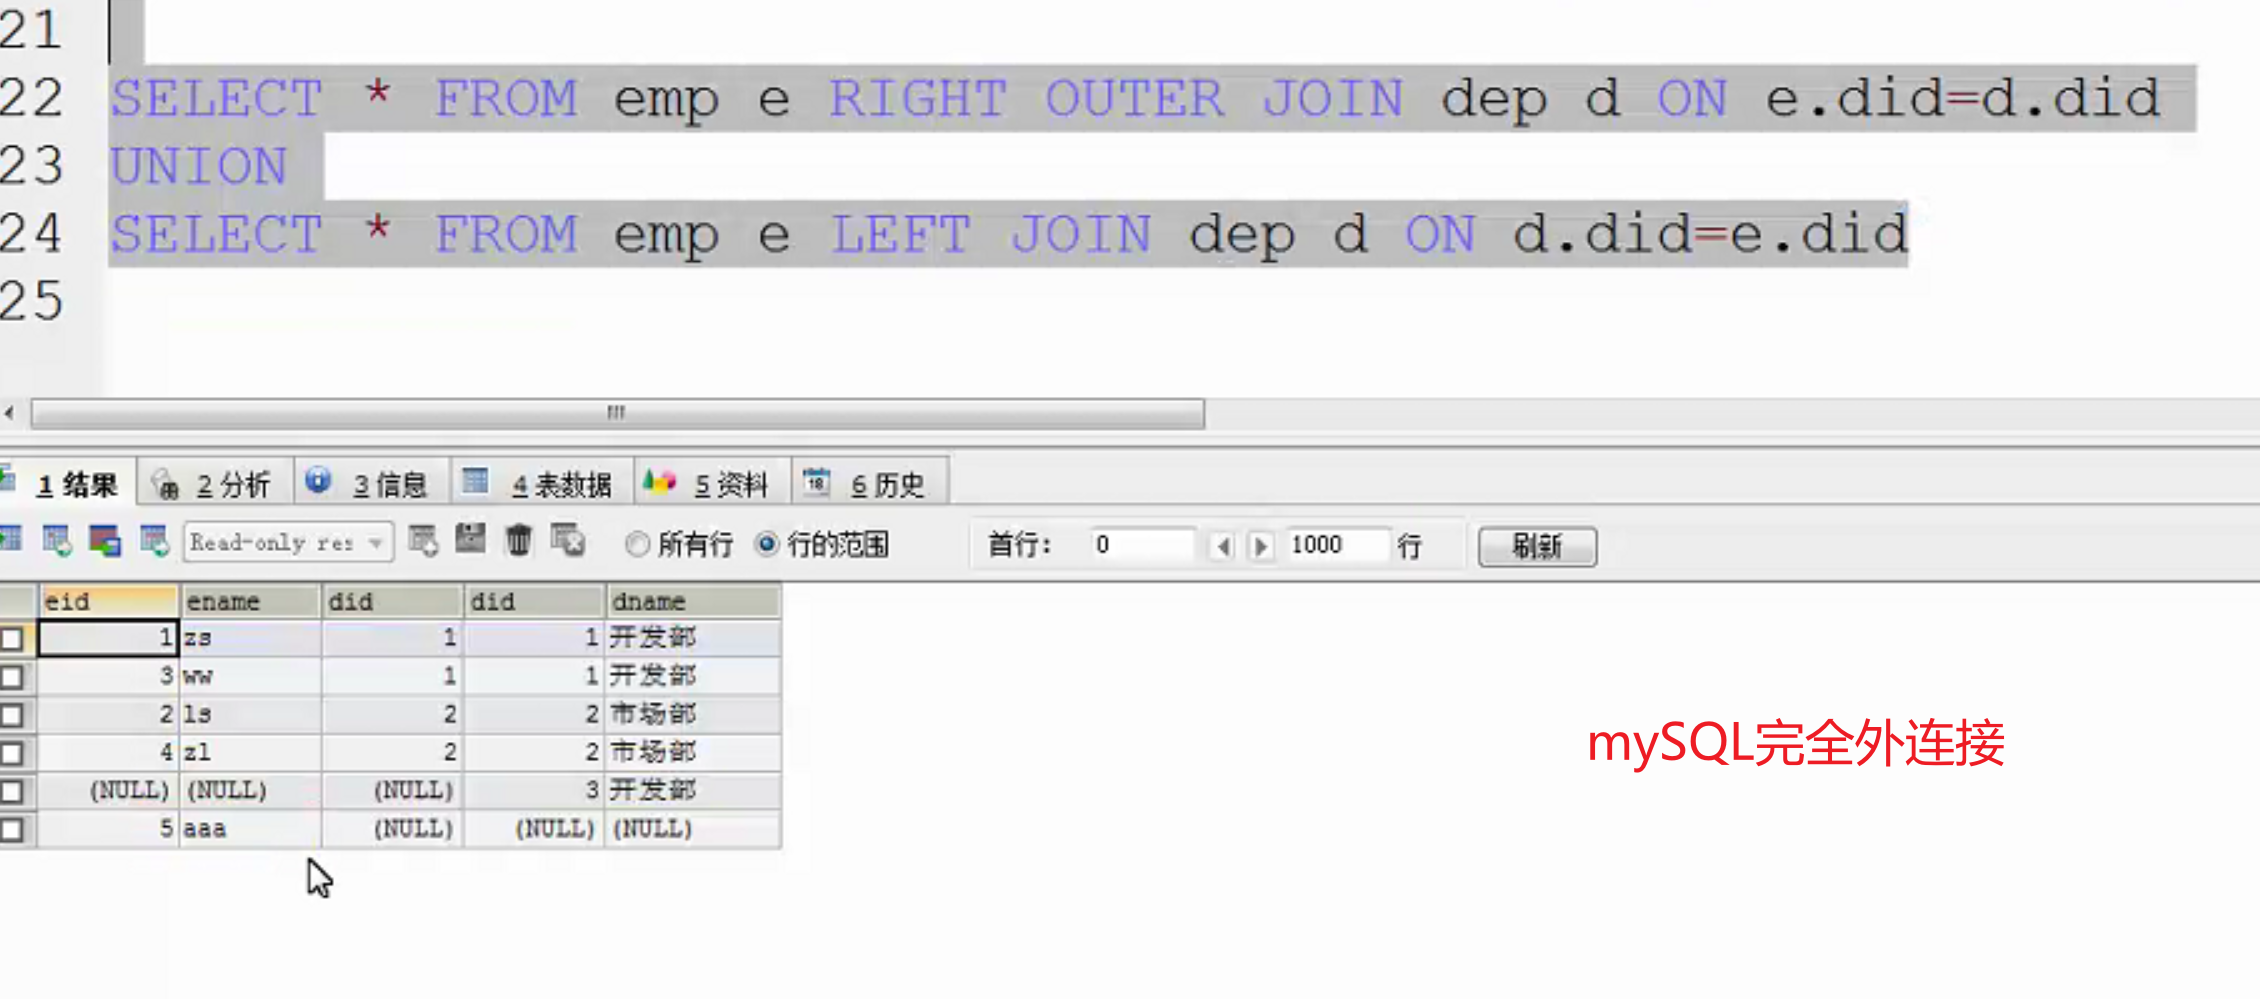 21
22 SELECT * FROM emp e RIGHT OUTER JOIN dep d ON e.did=d.did
23 UNION
24 SELECT * FROM emp e LEFT JOIN dep d ON d.did=e.did
25
1 结果 2 分析 3 信息 4 表数据 5 资料 6 历史
Read-only res 所有行 行的范围 首行: 0 1000 行 刷新
eid ename did did dname
1 zs 1 1 开发部
3 ww 1 1 开发部
2 ls 2 2 市场部
4 zl 2 2 市场部
(NULL) (NULL) (NULL) 3 开发部
5 aaa (NULL) (NULL) (NULL)
mySQL完全外连接